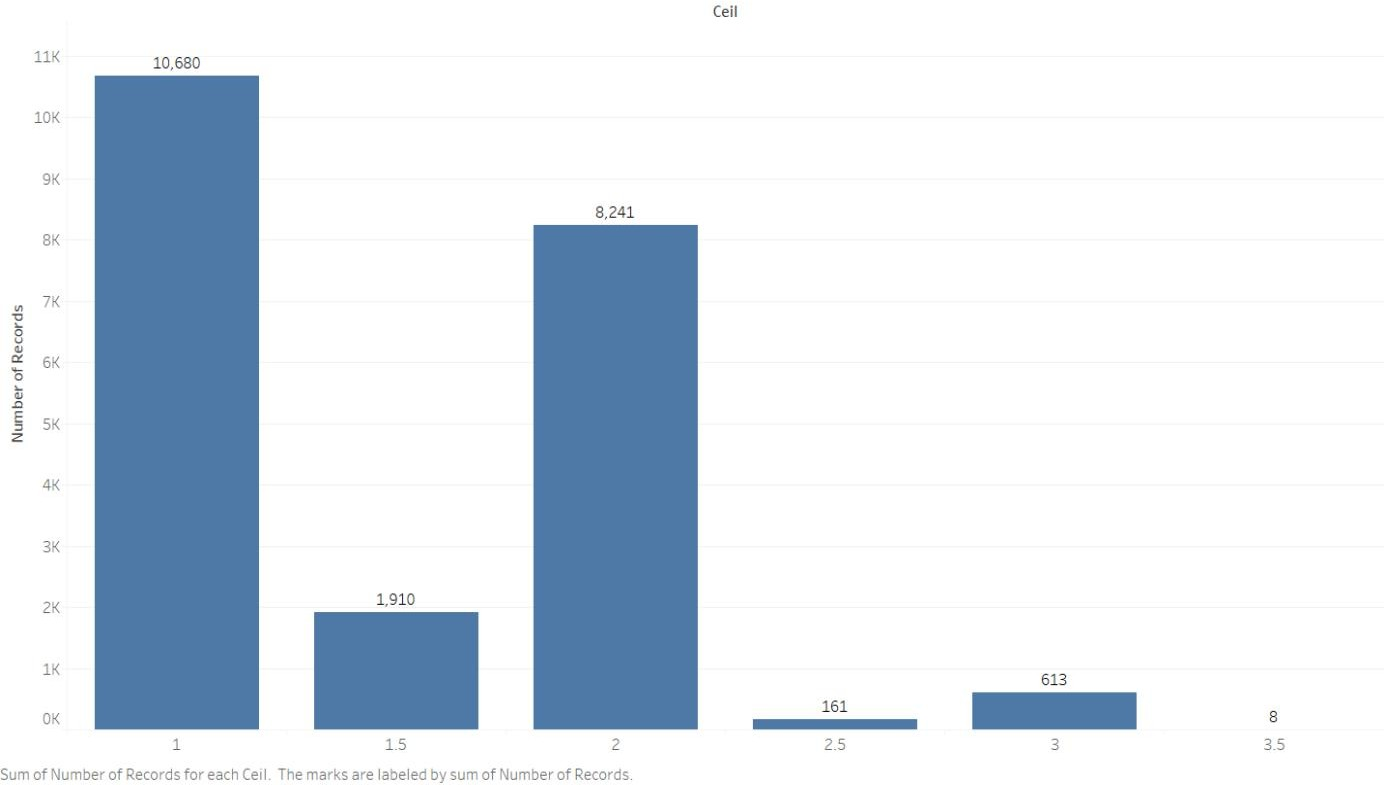 Ceil
11K
10K
9K
8K
7K
6K
5K
4K
3K
2K
1K
0K
Number of Records
10,680
1,910
8,241
161
613
8
1
1.5
2
2.5
3
3.5
Sum of Number of Records for each Ceil. The marks are labeled by sum of Number of Records.